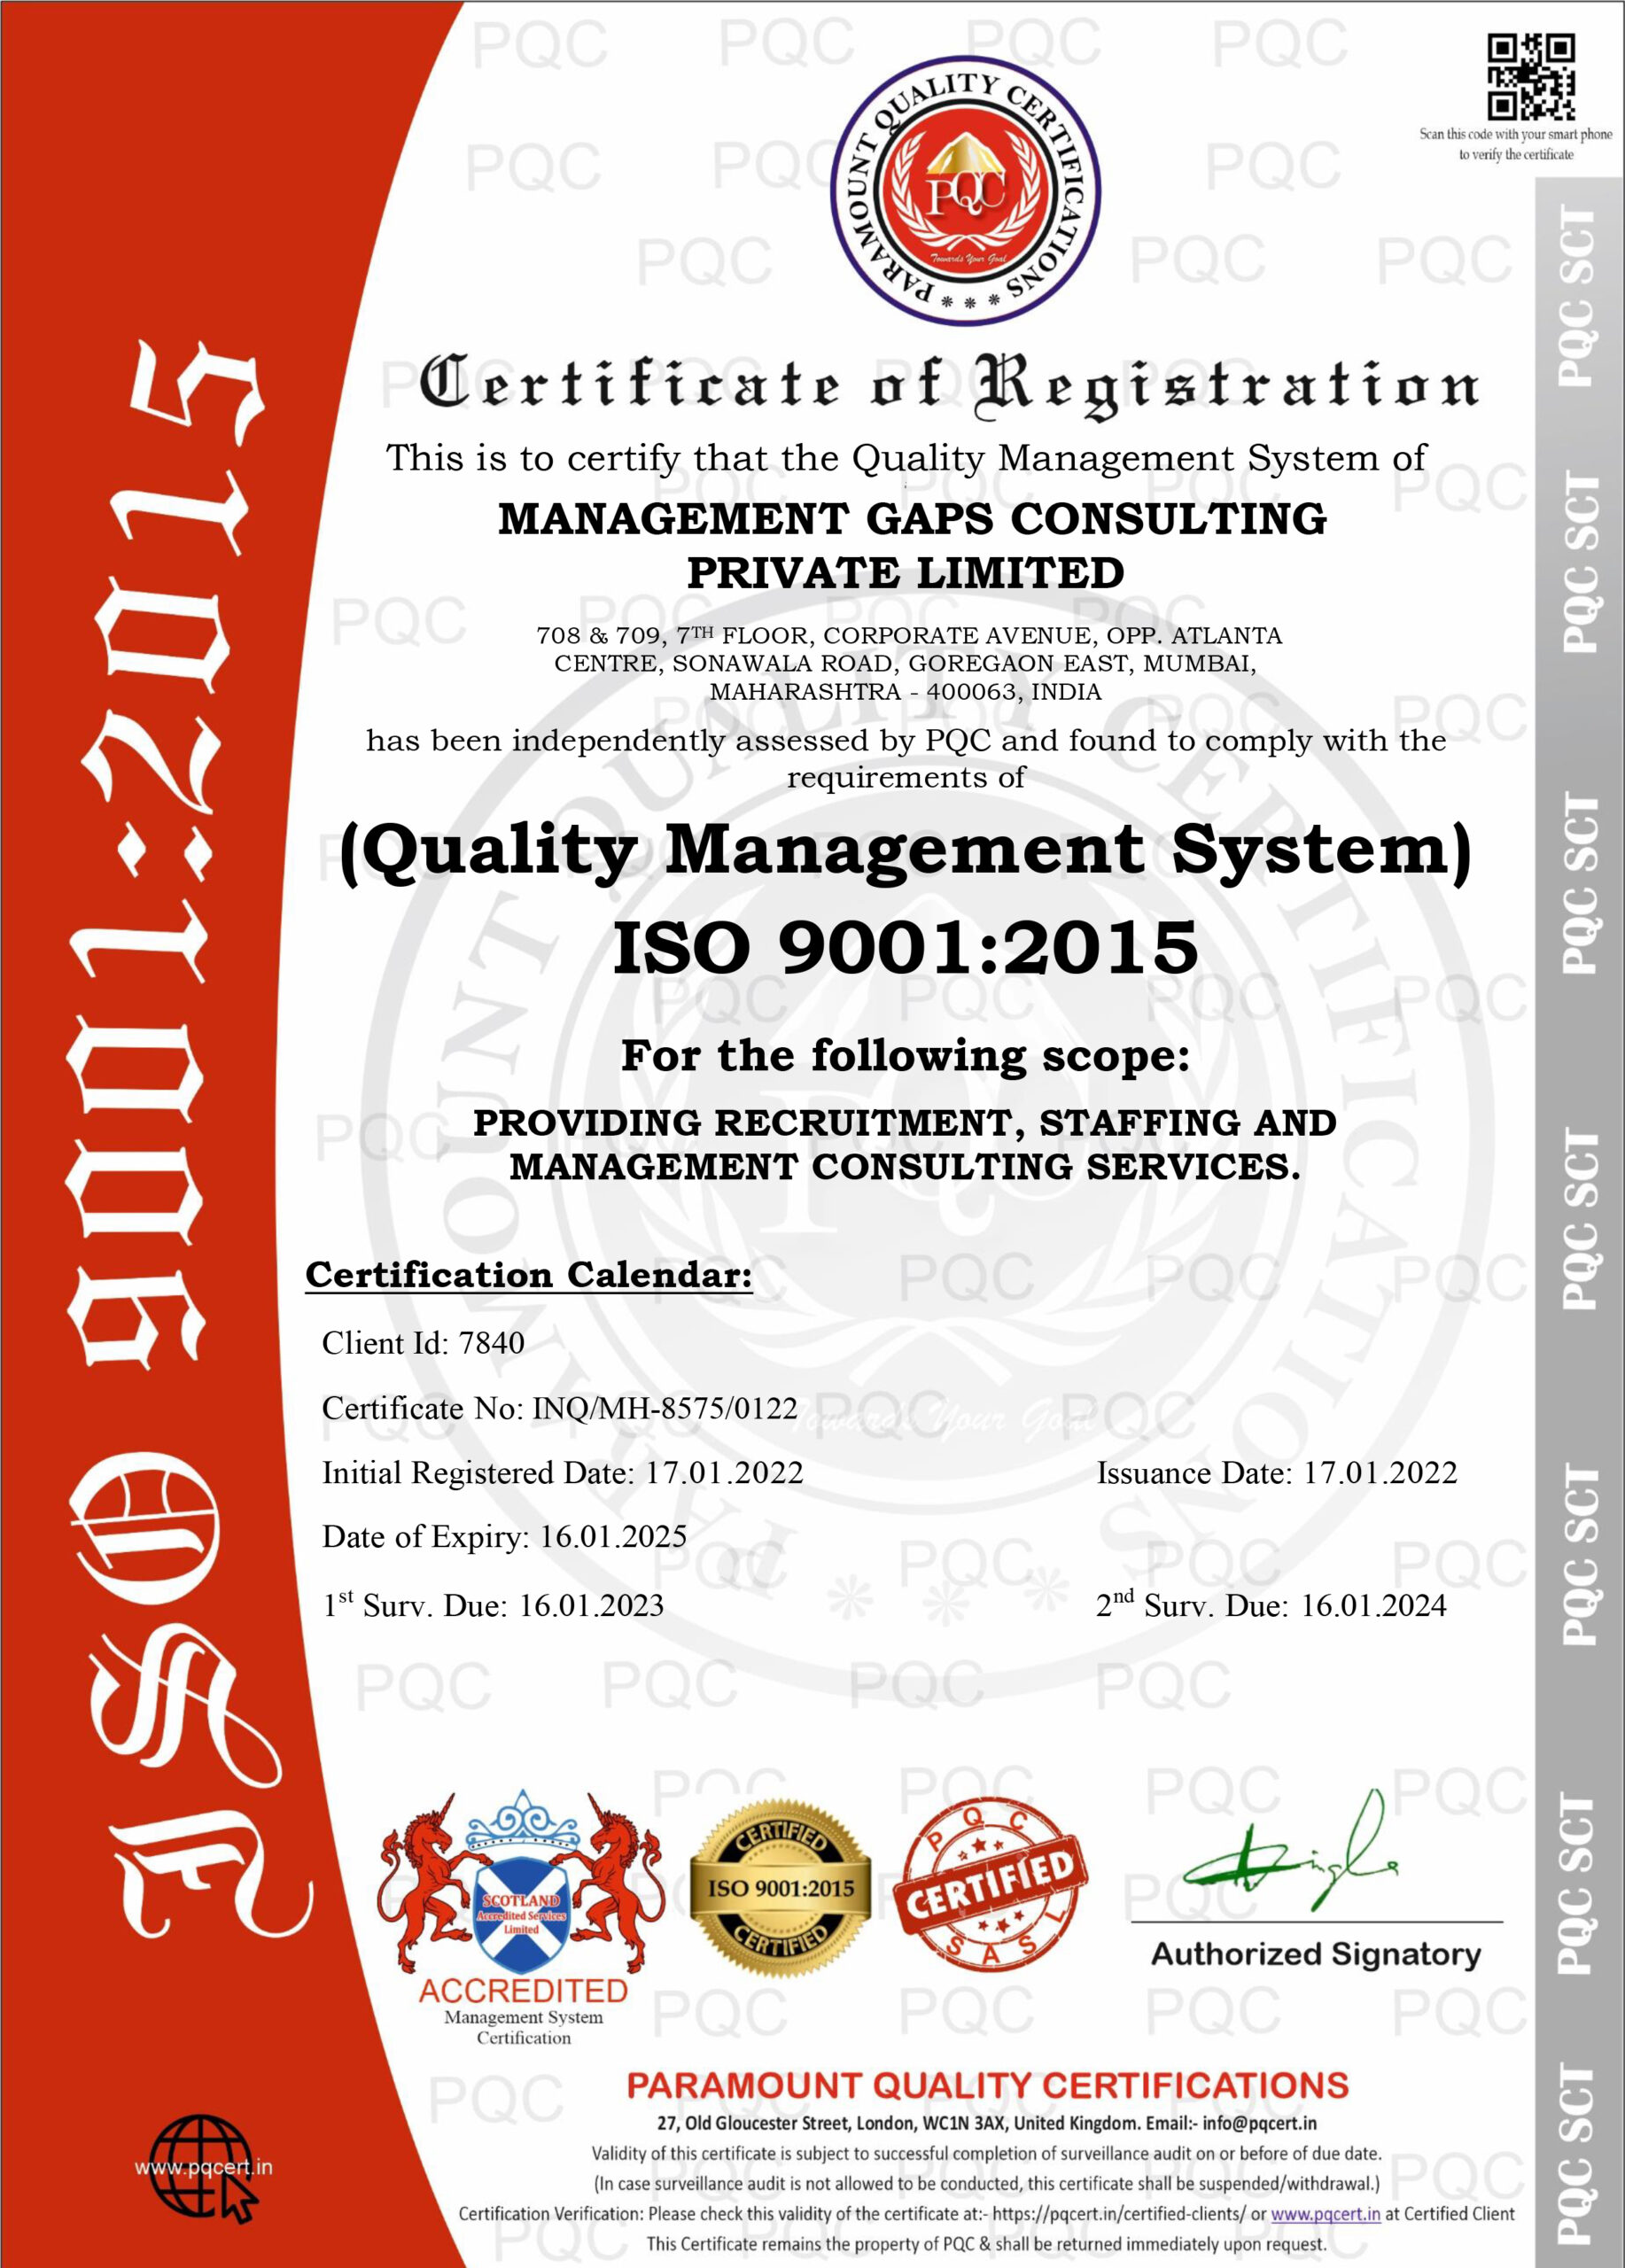 Scan this code with your smart phone
to verify the certificate
PARAMOUNT QUALITY CERTIFICATIONS
PQC
Towards Your Goal
Certificate of Registration
This is to certify that the Quality Management System of
MANAGEMENT GAPS CONSULTING
PRIVATE LIMITED
708 & 709, 7TH FLOOR, CORPORATE AVENUE, OPP. ATLANTA
CENTRE, SONAWALA ROAD, GOREGAON EAST, MUMBAI,
MAHARASHTRA - 400063, INDIA
has been independently assessed by PQC and found to comply with the
requirements of
(Quality Management System)
ISO 9001:2015
For the following scope:
PROVIDING RECRUITMENT, STAFFING AND
MANAGEMENT CONSULTING SERVICES.
Certification Calendar:
Client Id: 7840
Certificate No: INQ/MH-8575/0122
Initial Registered Date: 17.01.2022 Issuance Date: 17.01.2022
Date of Expiry: 16.01.2025
1st Surv. Due: 16.01.2023 2nd Surv. Due: 16.01.2024
SCOTLAND
Accredited Services
Limited
ACCREDITED
Management System
Certification
CERTIFIED
ISO 9001:2015
CERTIFIED
PQC
CERTIFIED
SASL
Authorized Signatory
PARAMOUNT QUALITY CERTIFICATIONS
27, Old Gloucester Street, London, WC1N 3AX, United Kingdom. Email:- info@pqcert.in
Validity of this certificate is subject to successful completion of surveillance audit on or before of due date.
(In case surveillance audit is not allowed to be conducted, this certificate shall be suspended/withdrawal.)
Certification Verification: Please check this validity of the certificate at:- https://pqcert.in/certified-clients/ or www.pqcert.in at Certified Client
This Certificate remains the property of PQC & shall be returned immediately upon request.
ISO 9001:2015
www.pqcert.in
PQC SCT
PQC SCT
PQC SCT
PQC SCT
PQC SCT
PQC SCT
PQC SCT